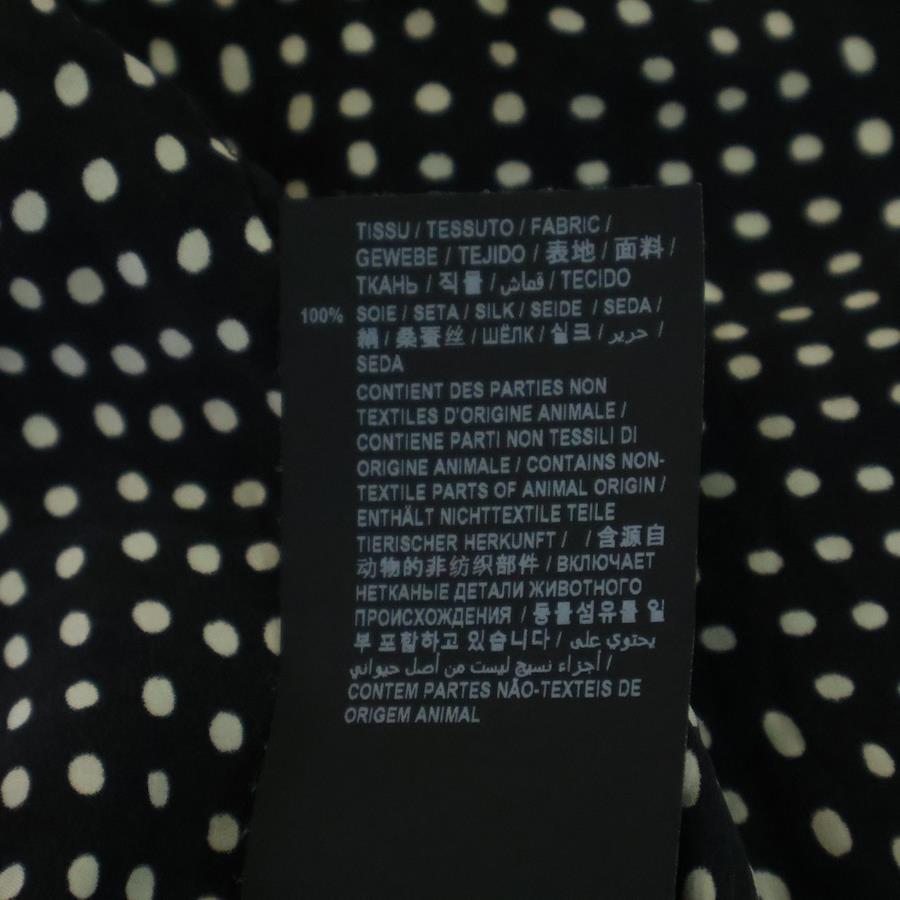 TISSU / TESSUTO / FABRIC /
GEWEBE / TEJIDO / 表地 / 面料 /
ТКАНЬ / 직물 / قماش / TECIDO
100% SOIE / SETA / SILK / SEIDE / SEDA /
絹 / 桑蚕丝 / ШЁЛК / 실크 / حرير /
SEDA
CONTIENT DES PARTIES NON
TEXTILES D'ORIGINE ANIMALE /
CONTIENE PARTI NON TESSILI DI
ORIGINE ANIMALE / CONTAINS NON-
TEXTILE PARTS OF ANIMAL ORIGIN /
ENTHÄLT NICHTTEXTILE TEILE
TIERISCHER HERKUNFT / / 含源自
动物的非纺织部件 / ВКЛЮЧАЕТ
НЕТКАНЫЕ ДЕТАЛИ ЖИВОТНОГО
ПРОИСХОЖДЕНИЯ / 동물섬유를 일
부 포함하고 있습니다 / يحتوي على
أجزاء نسيج ليست من أصل حيواني /
CONTEM PARTES NÃO-TEXTEIS DE
ORIGEM ANIMAL